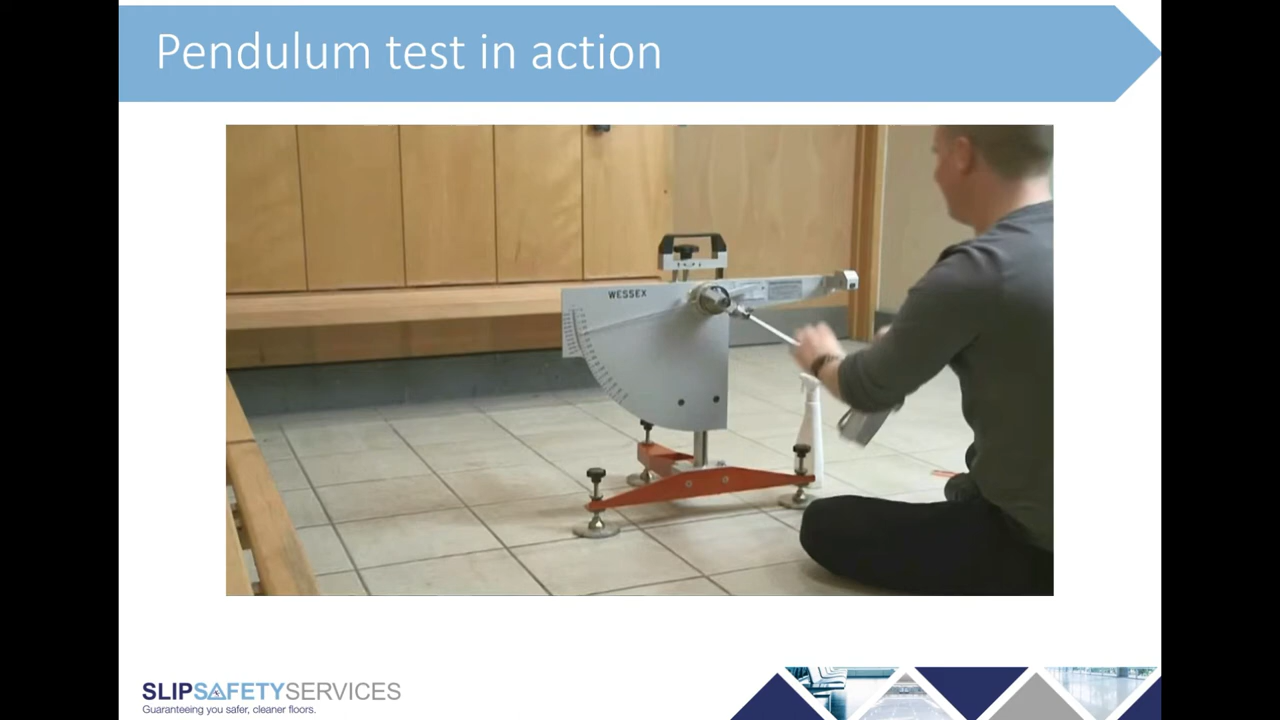 Pendulum test in action
WESSEX
SLIPSAFETYSERVICES
Guaranteeing you safer, cleaner floors.